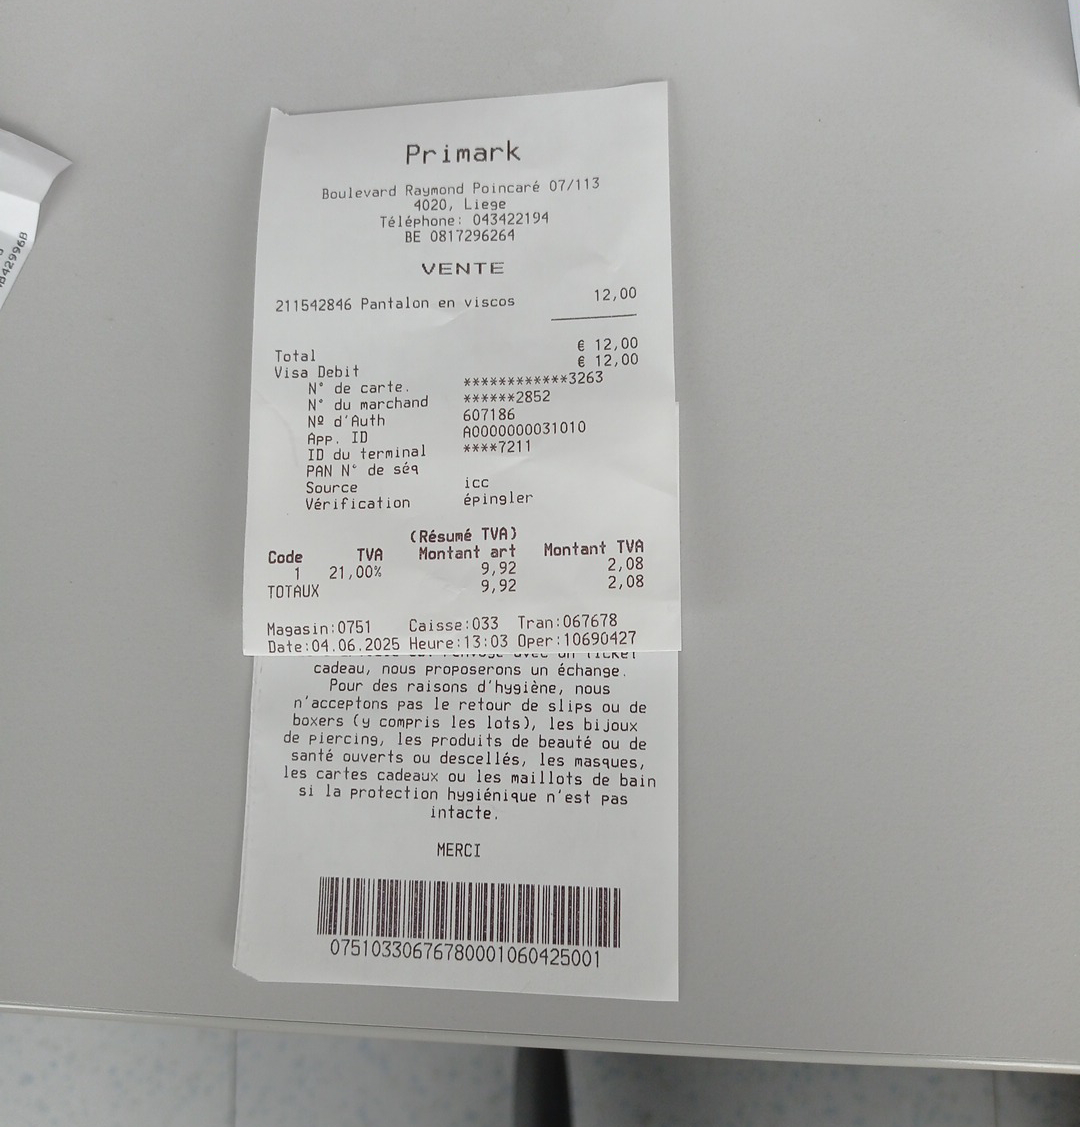 Primark
Boulevard Raymond Poincaré 07/113
4020, Liege
Téléphone: 043422194
BE 0817296264
VENTE
211542846 Pantalon en viscos 12,00
Total € 12,00
Visa Debit € 12,00
N° de carte. ************3263
N° du marchand ******2852
Nº d'Auth 607186
App. ID A0000000031010
ID du terminal ****7211
PAN N° de séq
Source icc
Vérification épingler
(Résumé TVA)
Code TVA Montant art Montant TVA
1 21,00% 9,92 2,08
TOTAUX 9,92 2,08
Magasin:0751 Caisse:033 Tran:067678
Date:04.06.2025 Heure:13:03 Oper:10690427
avec un ticket
cadeau, nous proposerons un échange.
Pour des raisons d'hygiène, nous
n'acceptons pas le retour de slips ou de
boxers (y compris les lots), les bijoux
de piercing, les produits de beauté ou de
santé ouverts ou descellés, les masques,
les cartes cadeaux ou les maillots de bain
si la protection hygiénique n'est pas
intacte.
MERCI
07510330676780001060425001